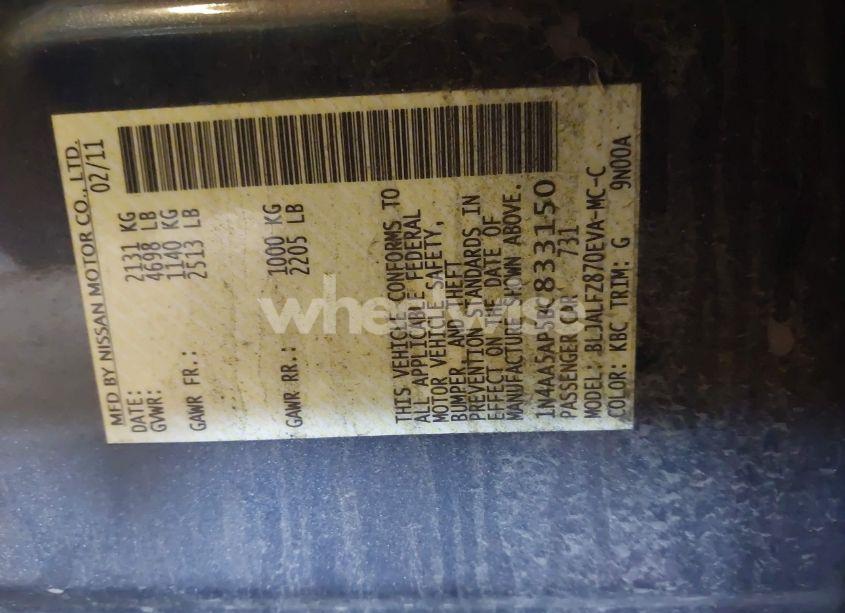 MFD BY NISSAN MOTOR CO., LTD.
DATE: 02/11
GVWR: 2131 KG
4698 LB
GAWR FR.: 1140 KG
2513 LB
GAWR RR.: 1000 KG
2205 LB
THIS VEHICLE CONFORMS TO
ALL APPLICABLE FEDERAL
MOTOR VEHICLE SAFETY,
BUMPER AND THEFT
PREVENTION STANDARDS IN
EFFECT ON THE DATE OF
MANUFACTURE SHOWN ABOVE.
1N4AA5AP5BC833150
PASSENGER CAR 731
MODEL: BLJALFZ870EVA-MC-C
COLOR: KBC TRIM: G 9N00A
wheelwise